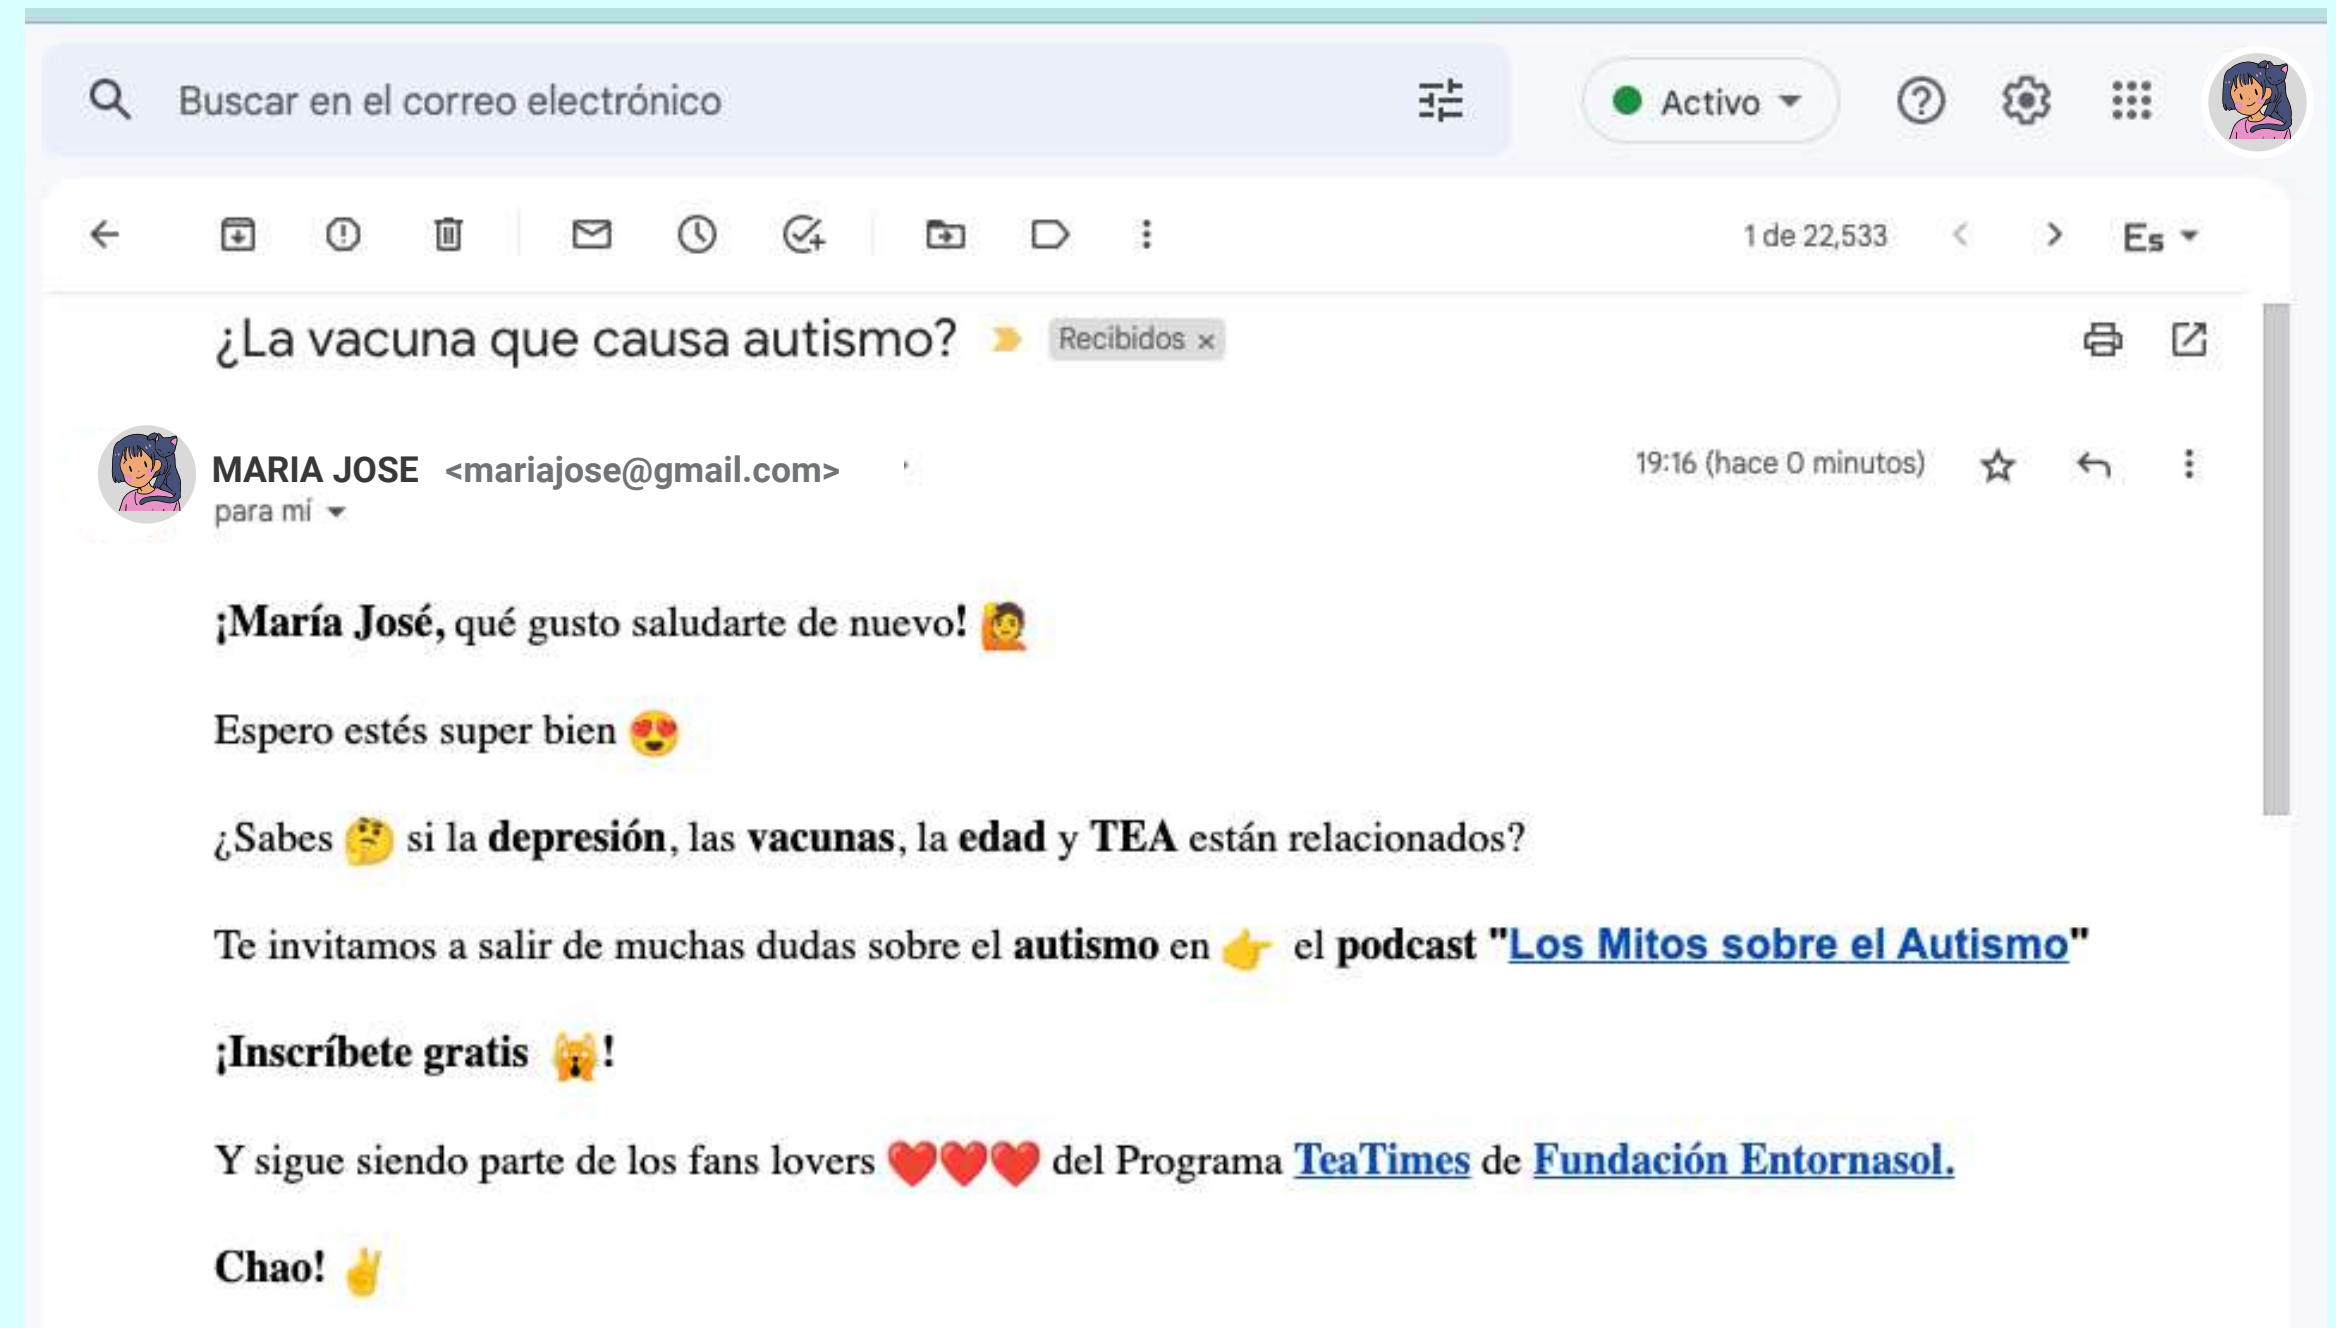 Buscar en el correo electrónico
Activo
1 de 22,533
Es
¿La vacuna que causa autismo?
Recibidos ×
MARIA JOSE <mariajose@gmail.com>
19:16 (hace 0 minutos)
para mí
¡María José, qué gusto saludarte de nuevo! 🙋
Espero estés super bien 😍
¿Sabes 🤔 si la depresión, las vacunas, la edad y TEA están relacionados?
Te invitamos a salir de muchas dudas sobre el autismo en 👉 el podcast "Los Mitos sobre el Autismo"
¡Inscríbete gratis 🙀!
Y sigue siendo parte de los fans lovers ❤️❤️❤️ del Programa TeaTimes de Fundación Entornasol.
Chao! ✌️